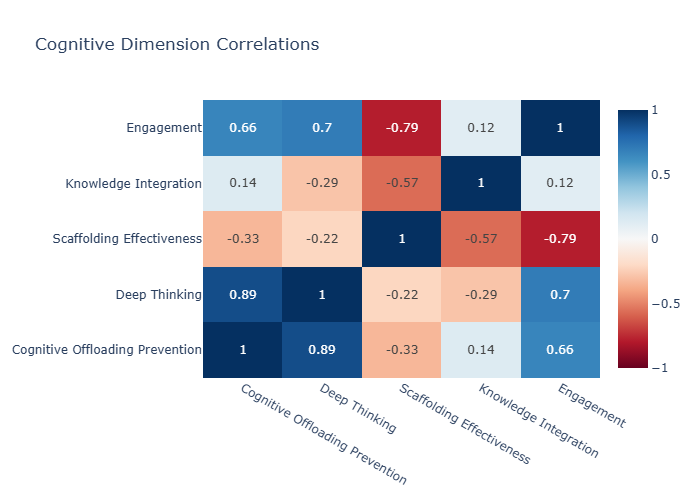 Cognitive Dimension Correlations
Engagement 0.66 0.7 -0.79 0.12 1
Knowledge Integration 0.14 -0.29 -0.57 1 0.12
Scaffolding Effectiveness -0.33 -0.22 1 -0.57 -0.79
Deep Thinking 0.89 1 -0.22 -0.29 0.7
Cognitive Offloading Prevention 1 0.89 -0.33 0.14 0.66
Cognitive Offloading Prevention
Deep Thinking
Scaffolding Effectiveness
Knowledge Integration
Engagement
1
0.5
0
−0.5
−1